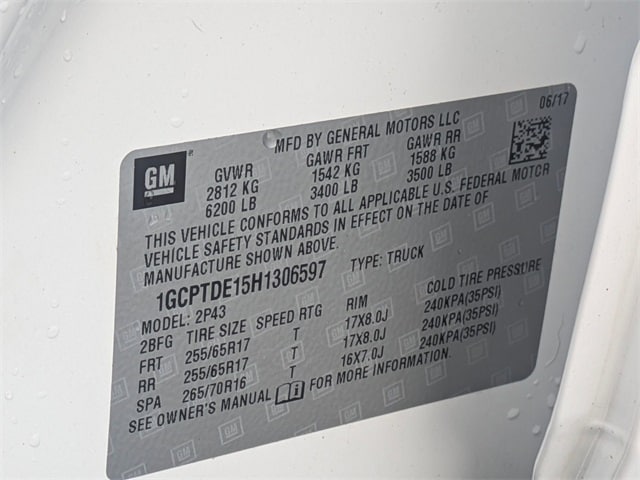 06/17
MFD BY GENERAL MOTORS LLC
GM
GVWR GAWR FRT GAWR RR
2812 KG 1542 KG 1588 KG
6200 LB 3400 LB 3500 LB
THIS VEHICLE CONFORMS TO ALL APPLICABLE U.S. FEDERAL MOTOR
VEHICLE SAFETY STANDARDS IN EFFECT ON THE DATE OF
MANUFACTURE SHOWN ABOVE.
1GCPTDE15H1306597 TYPE: TRUCK
MODEL: 2P43
2BFG TIRE SIZE SPEED RTG RIM COLD TIRE PRESSURE
FRT 255/65R17 T 17X8.0J 240KPA(35PSI)
RR 255/65R17 T 17X8.0J 240KPA(35PSI)
SPA 265/70R16 T 16X7.0J 240KPA(35PSI)
SEE OWNER'S MANUAL FOR MORE INFORMATION.